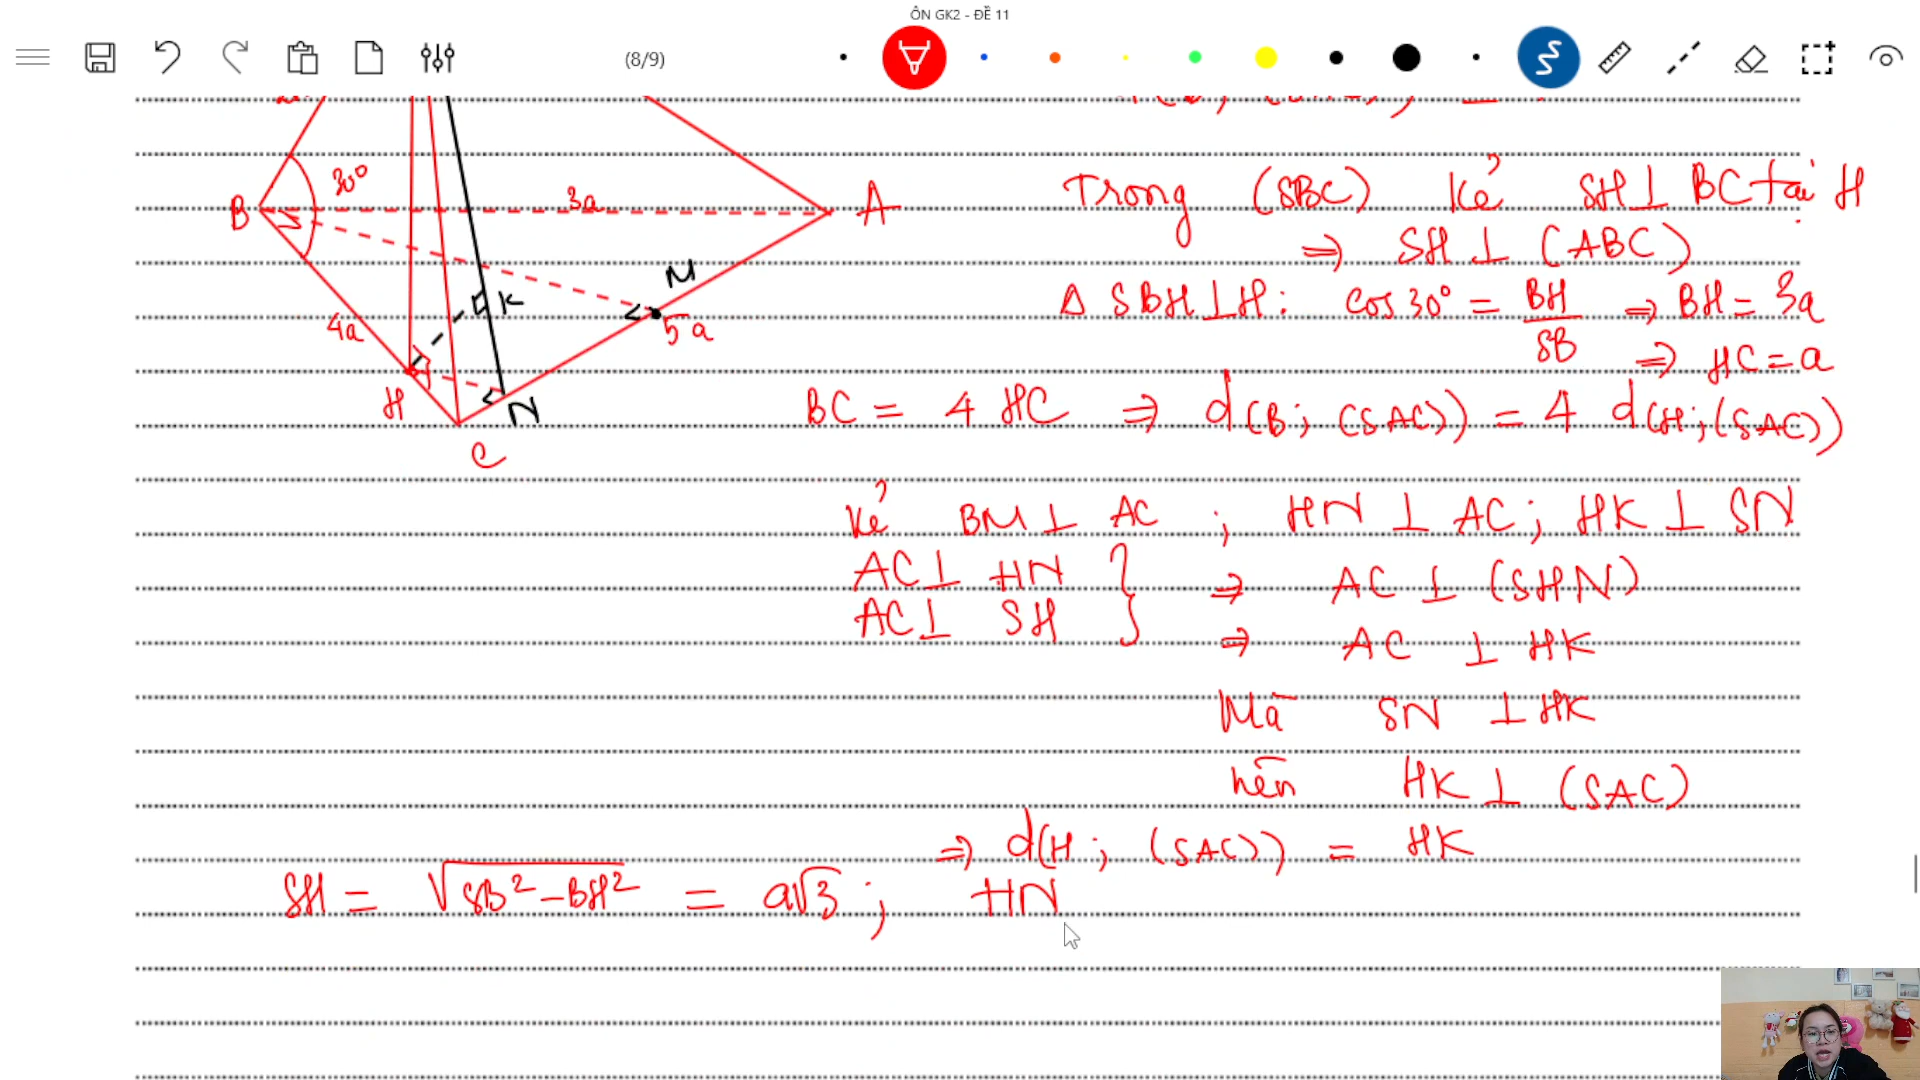 ÔN GK2 - ĐỀ 11
(8/9)
Trong (SBC) kẻ SH ⊥ BC tại H
⇒ SH ⊥ (ABC)
Δ SBH ⊥ H: cos 30° = BH/SB ⇒ BH = 3a
⇒ HC = a
BC = 4 HC ⇒ d(B; (SAC)) = 4 d(H; (SAC))
Kẻ BM ⊥ AC ; HN ⊥ AC; HK ⊥ SN
AC ⊥ HN
AC ⊥ SH } ⇒ AC ⊥ (SHN)
⇒ AC ⊥ HK
Mà SN ⊥ HK
nên HK ⊥ (SAC)
⇒ d(H; (SAC)) = HK
SH = √(SB² - BH²) = a√3 ; HN
30°
B
3a
A
M
K
4a
5a
H
N
C